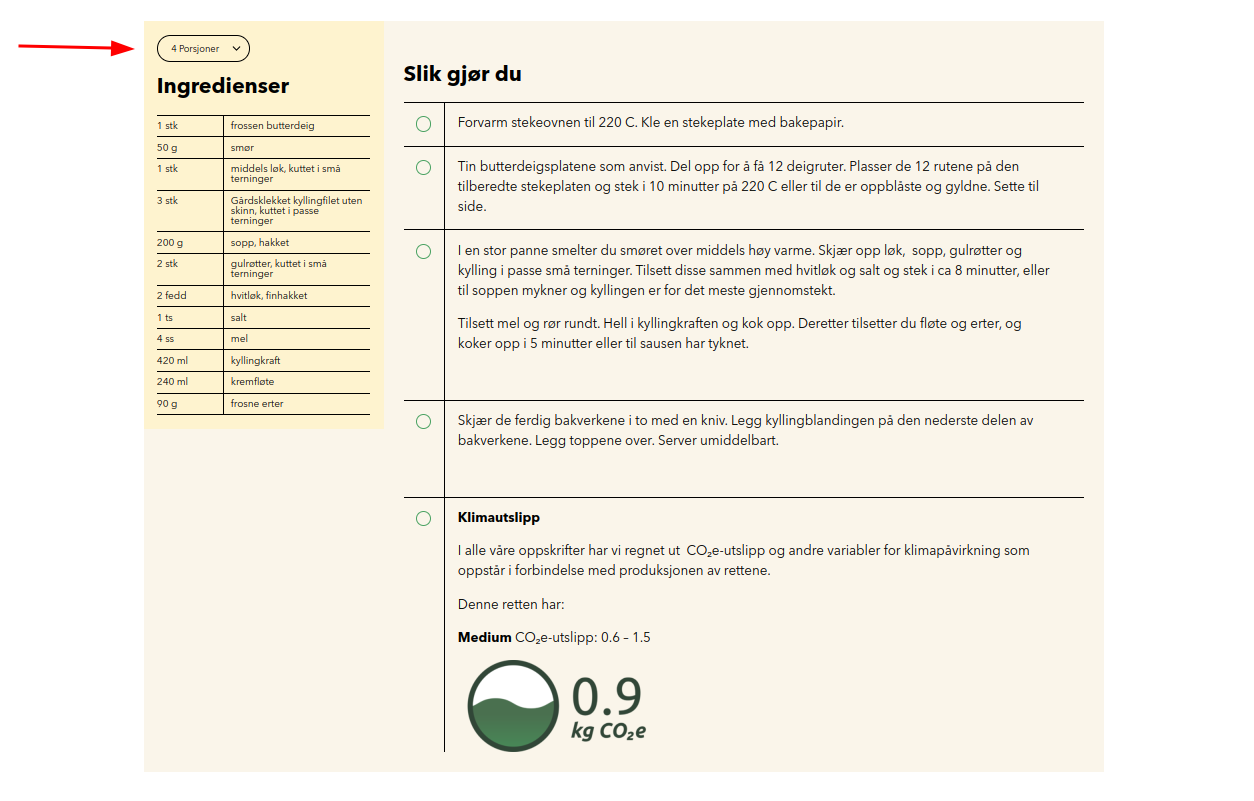 4 Porsjoner
Ingredienser
1 stk frossen butterdeig
50 g smør
1 stk middels løk, kuttet i små
terninger
3 stk Gårdsklekket kyllingfilet uten
skinn, kuttet i passe
terninger
200 g sopp, hakket
2 stk gulrøtter, kuttet i små
terninger
2 fedd hvitløk, finhakket
1 ts salt
4 ss mel
420 ml kyllingkraft
240 ml kremfløte
90 g frosne erter
Slik gjør du
Forvarm stekeovnen til 220 C. Kle en stekeplate med bakepapir.
Tin butterdeigsplatene som anvist. Del opp for å få 12 deigruter. Plasser de 12 rutene på den
tilberedte stekeplaten og stek i 10 minutter på 220 C eller til de er oppblåste og gyldne. Sette til
side.
I en stor panne smelter du smøret over middels høy varme. Skjær opp løk, sopp, gulrøtter og
kylling i passe små terninger. Tilsett disse sammen med hvitløk og salt og stek i ca 8 minutter, eller
til soppen mykner og kyllingen er for det meste gjennomstekt.
Tilsett mel og rør rundt. Hell i kyllingkraften og kok opp. Deretter tilsetter du fløte og erter, og
koker opp i 5 minutter eller til sausen har tyknet.
Skjær de ferdig bakverkene i to med en kniv. Legg kyllingblandingen på den nederste delen av
bakverkene. Legg toppene over. Server umiddelbart.
Klimautslipp
I alle våre oppskrifter har vi regnet ut CO₂e-utslipp og andre variabler for klimapåvirkning som
oppstår i forbindelse med produksjonen av rettene.
Denne retten har:
Medium CO₂e-utslipp: 0.6 – 1.5
0.9
kg CO₂e